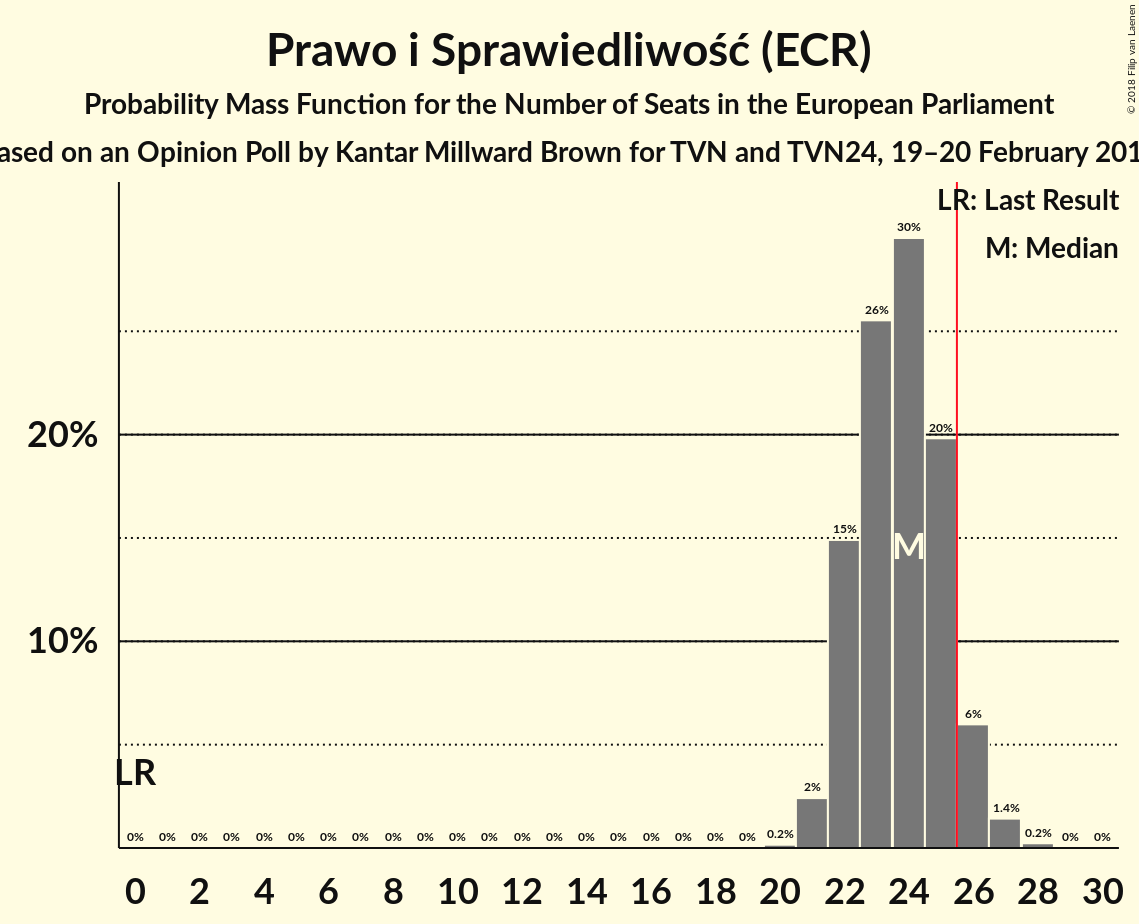 Prawo i Sprawiedliwość (ECR)
Probability Mass Function for the Number of Seats in the European Parliament
ased on an Opinion Poll by Kantar Millward Brown for TVN and TVN24, 19–20 February 201
© 2018 Filip van Laenen
LR: Last Result
M: Median
30%
26%
20%
20%
15%
M
10%
6%
LR
2%
1.4%
0% 0% 0% 0% 0% 0% 0% 0% 0% 0% 0% 0% 0% 0% 0% 0% 0% 0% 0% 0% 0.2% 0.2% 0% 0%
0 2 4 6 8 10 12 14 16 18 20 22 24 26 28 30